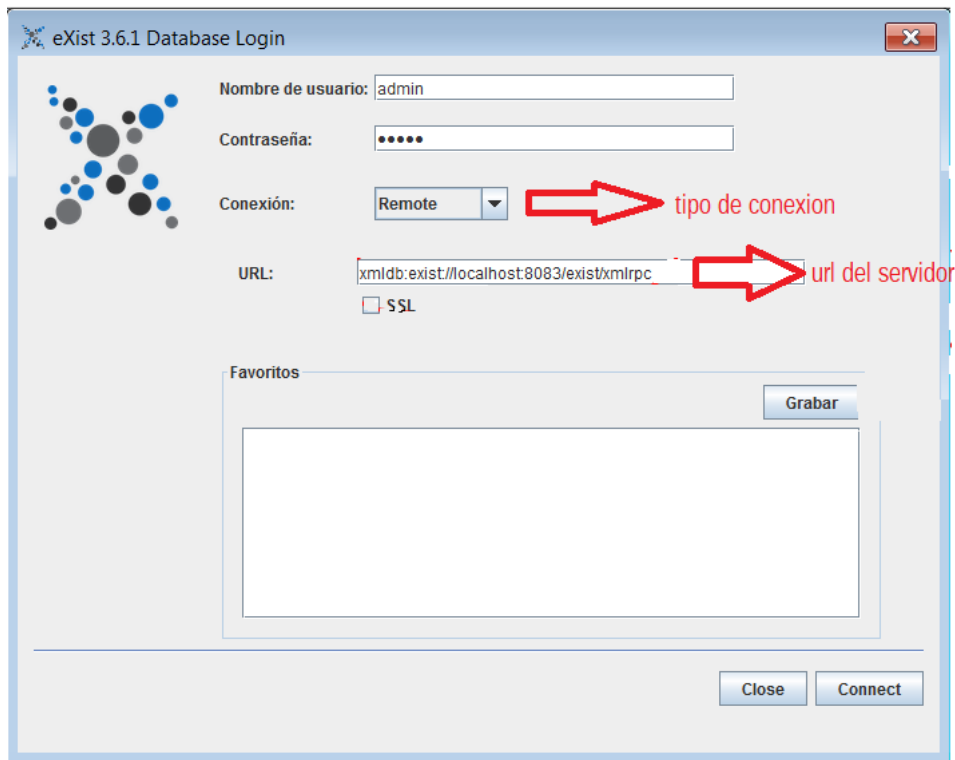 eXist 3.6.1 Database Login
Nombre de usuario: admin
Contraseña: •••••
Conexión: Remote tipo de conexion
URL: xmldb:exist://localhost:8083/exist/xmlrpc url del servidor
SSL
Favoritos
Grabar
Close Connect